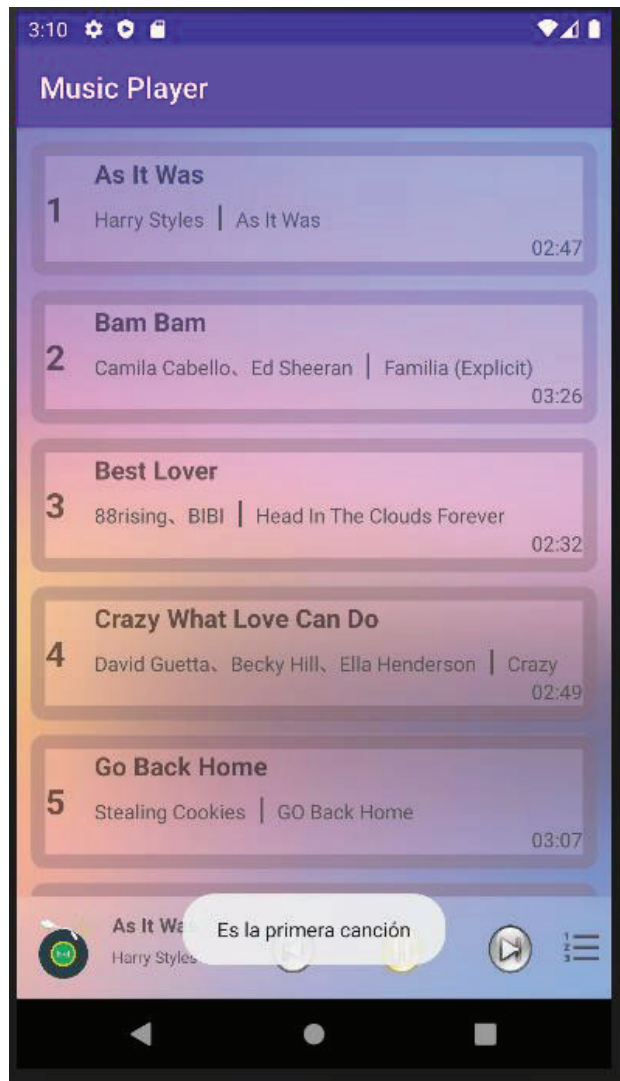 3:10
Music Player
As It Was
1
Harry Styles | As It Was
02:47
Bam Bam
2
Camila Cabello、Ed Sheeran | Familia (Explicit)
03:26
Best Lover
3
88rising、BIBI | Head In The Clouds Forever
02:32
Crazy What Love Can Do
4
David Guetta、Becky Hill、Ella Henderson | Crazy
02:49
Go Back Home
5
Stealing Cookies | GO Back Home
03:07
As It Wa
Es la primera canción
Harry Styles
1
2
3